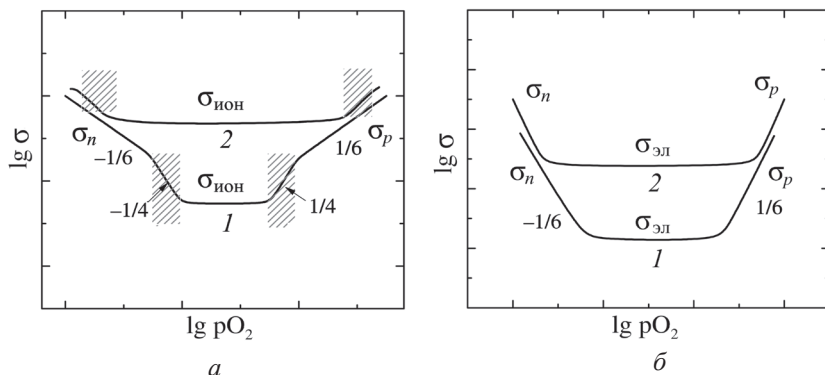 lg σ
σₙ
−1/6
−1/4
σион
2
σион
1
1/4
1/6
σₚ
lg pO₂
а
lg σ
σₙ
σₙ
−1/6
σэл
2
σэл
1
σₚ
σₚ
1/6
lg pO₂
б